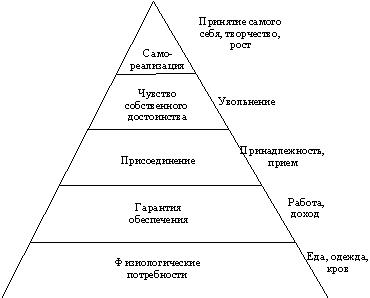 Принятие самого
себя, творчество,
рост
Само-
реализация
Чувство
собственного
достоинства
Увольнение
Присоединение
Принадлежность,
прием
Гарантия
обеспечения
Работа,
доход
Физиологические
потребности
Еда, одежда,
кров